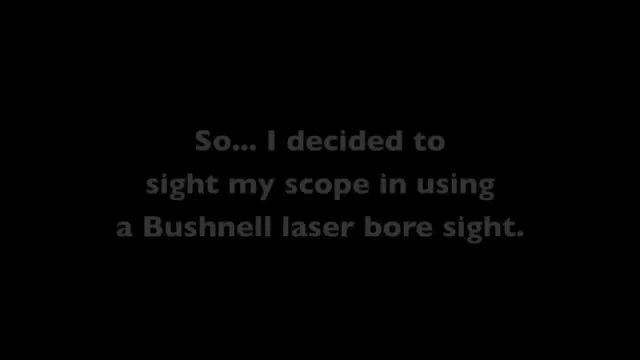 So... I decided to
sight my scope in using
a Bushnell laser bore sight.